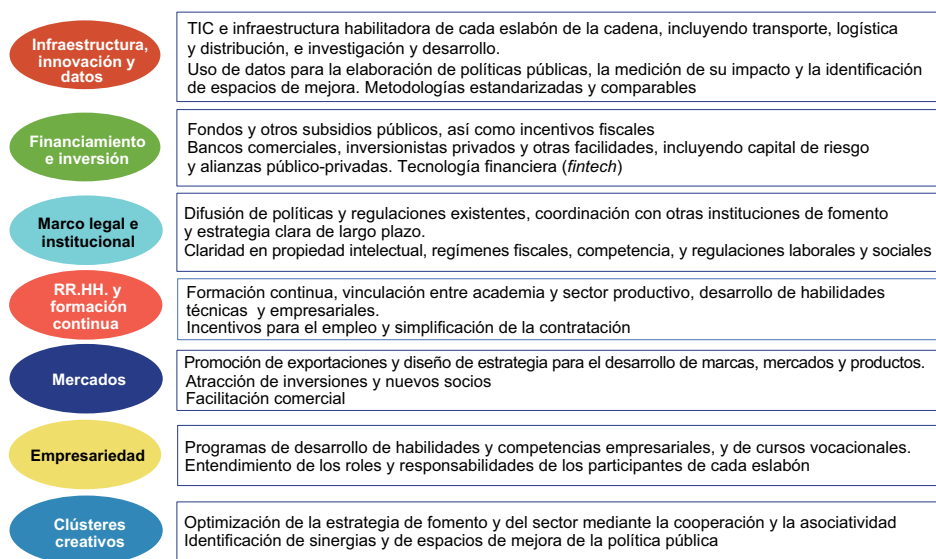 Infraestructura,
innovación y
datos
TIC e infraestructura habilitadora de cada eslabón de la cadena, incluyendo transporte, logística
y distribución, e investigación y desarrollo.
Uso de datos para la elaboración de políticas públicas, la medición de su impacto y la identificación
de espacios de mejora. Metodologías estandarizadas y comparables
Financiamiento
e inversión
Fondos y otros subsidios públicos, así como incentivos fiscales
Bancos comerciales, inversionistas privados y otras facilidades, incluyendo capital de riesgo
y alianzas público-privadas. Tecnología financiera (fintech)
Marco legal e
institucional
Difusión de políticas y regulaciones existentes, coordinación con otras instituciones de fomento
y estrategia clara de largo plazo.
Claridad en propiedad intelectual, regímenes fiscales, competencia, y regulaciones laborales y sociales
RR.HH. y
formación
continua
Formación continua, vinculación entre academia y sector productivo, desarrollo de habilidades
técnicas y empresariales.
Incentivos para el empleo y simplificación de la contratación
Mercados
Promoción de exportaciones y diseño de estrategia para el desarrollo de marcas, mercados y productos.
Atracción de inversiones y nuevos socios
Facilitación comercial
Empresariedad
Programas de desarrollo de habilidades y competencias empresariales, y de cursos vocacionales.
Entendimiento de los roles y responsabilidades de los participantes de cada eslabón
Clústeres
creativos
Optimización de la estrategia de fomento y del sector mediante la cooperación y la asociatividad
Identificación de sinergias y de espacios de mejora de la política pública